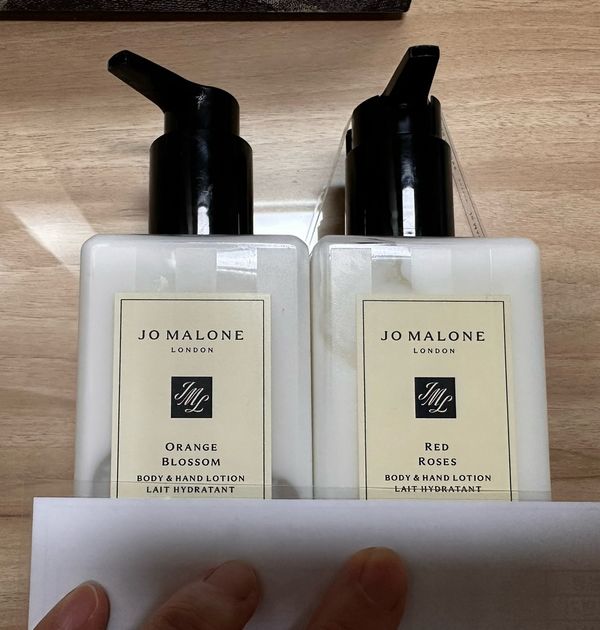 JO MALONE
LONDON
JML
ORANGE
BLOSSOM
BODY & HAND LOTION
LAIT HYDRATANT
JO MALONE
LONDON
JML
RED
ROSES
BODY & HAND LOTION
LAIT HYDRATANT